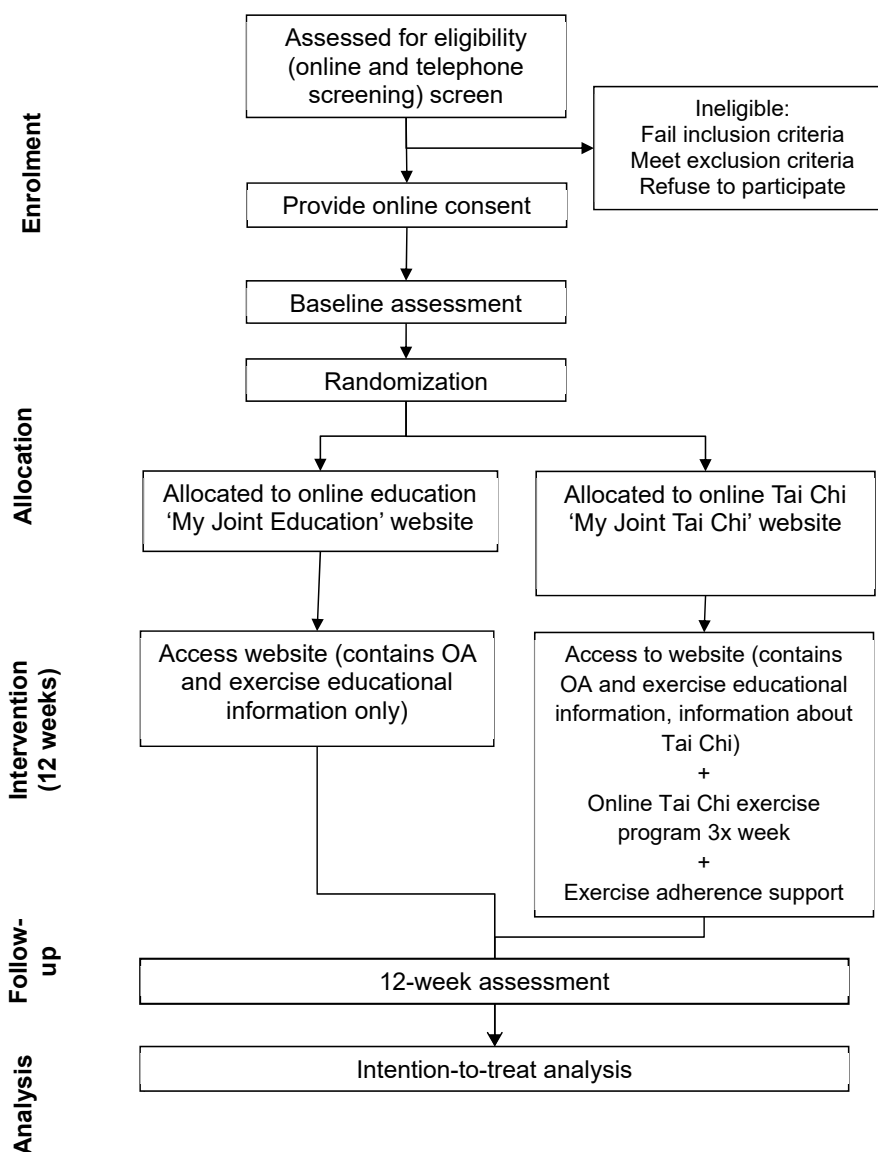 Assessed for eligibility
(online and telephone
screening) screen
Ineligible:
Fail inclusion criteria
Meet exclusion criteria
Refuse to participate
Enrolment
Provide online consent
Baseline assessment
Randomization
Allocation
Allocated to online education
‘My Joint Education’ website
Allocated to online Tai Chi
‘My Joint Tai Chi’ website
Intervention
(12 weeks)
Access website (contains OA
and exercise educational
information only)
Access to website (contains
OA and exercise educational
information, information about
Tai Chi)
+
Online Tai Chi exercise
program 3x week
+
Exercise adherence support
Follow-
up
12-week assessment
Analysis
Intention-to-treat analysis